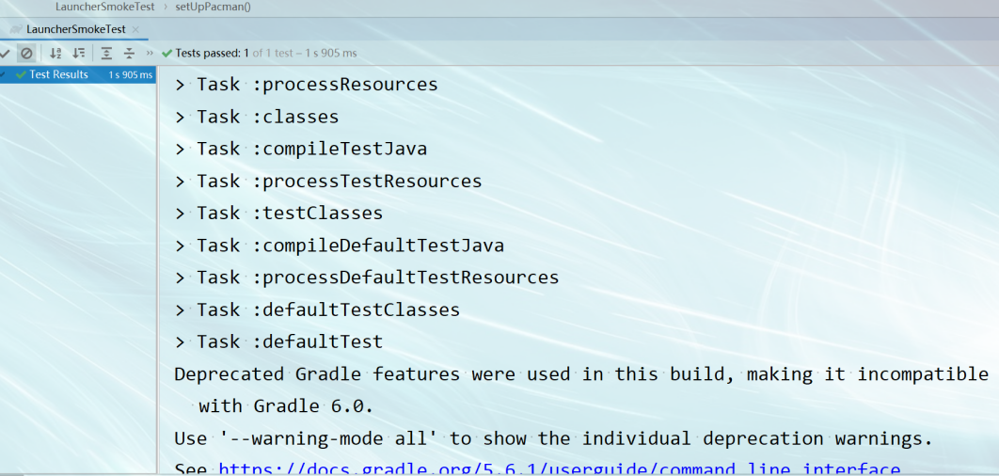 LauncherSmokeTest › setUpPacman()
LauncherSmokeTest ×
›› Tests passed: 1 of 1 test – 1 s 905 ms
Test Results 1 s 905 ms
> Task :processResources
> Task :classes
> Task :compileTestJava
> Task :processTestResources
> Task :testClasses
> Task :compileDefaultTestJava
> Task :processDefaultTestResources
> Task :defaultTestClasses
> Task :defaultTest
Deprecated Gradle features were used in this build, making it incompatible
with Gradle 6.0.
Use '--warning-mode all' to show the individual deprecation warnings.
See https://docs.gradle.org/5.6.1/userguide/command_line_interface